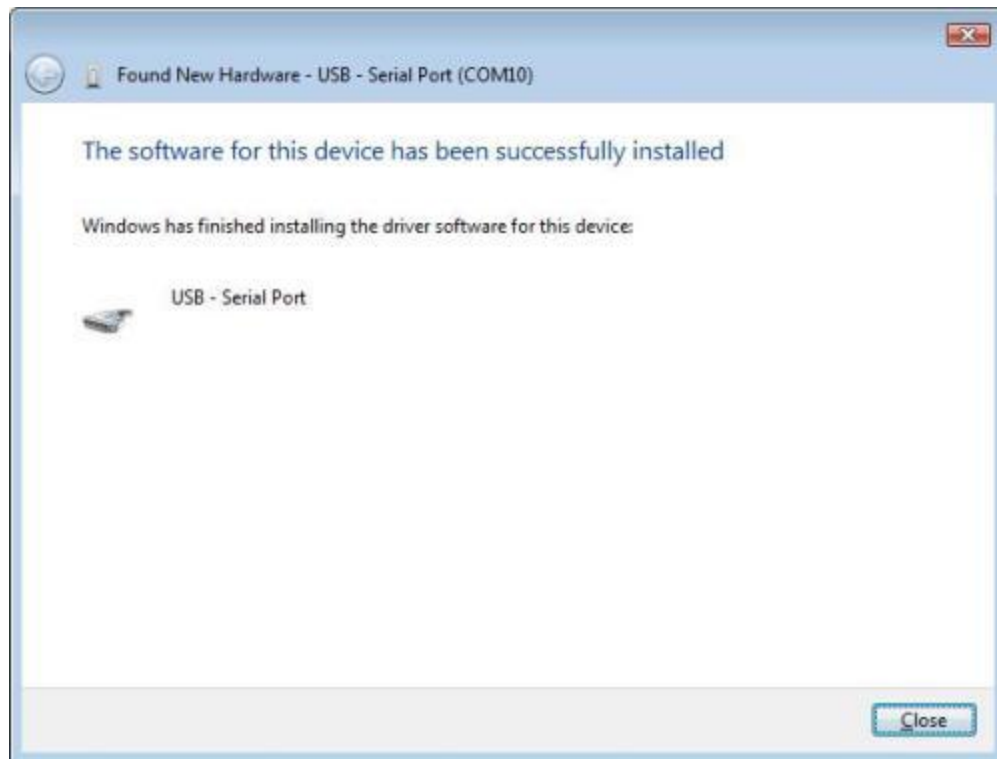 Found New Hardware - USB - Serial Port (COM10)
The software for this device has been successfully installed
Windows has finished installing the driver software for this device:
USB - Serial Port
Close